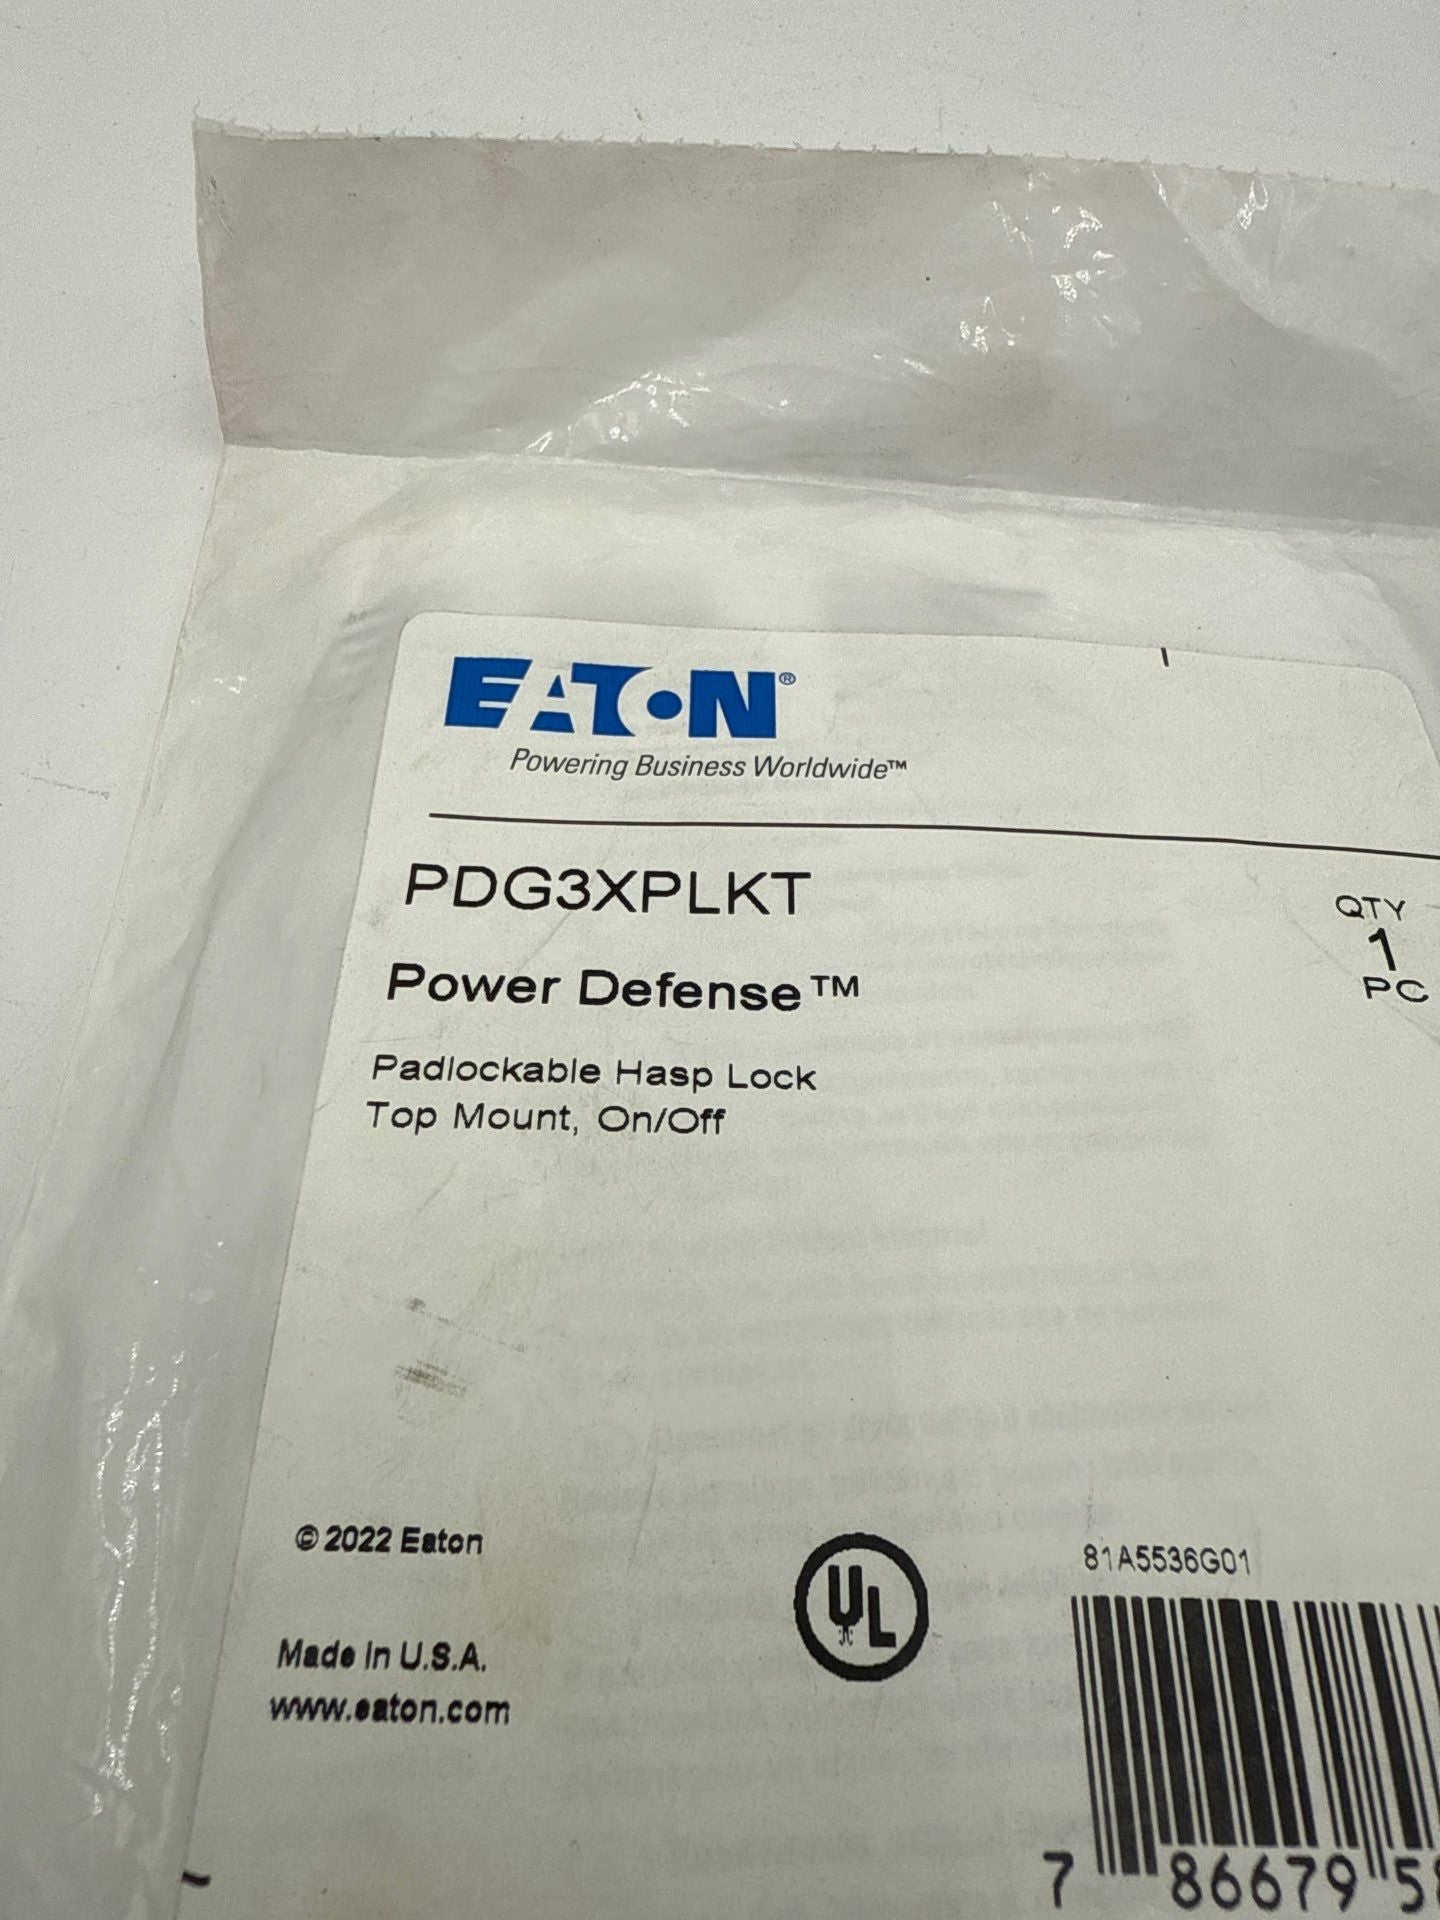 EATON®
Powering Business Worldwide™
PDG3XPLKT
QTY
1
PC
Power Defense™
Padlockable Hasp Lock
Top Mount, On/Off
© 2022 Eaton
UL
81A5536G01
Made In U.S.A.
www.eaton.com
7 86679 5